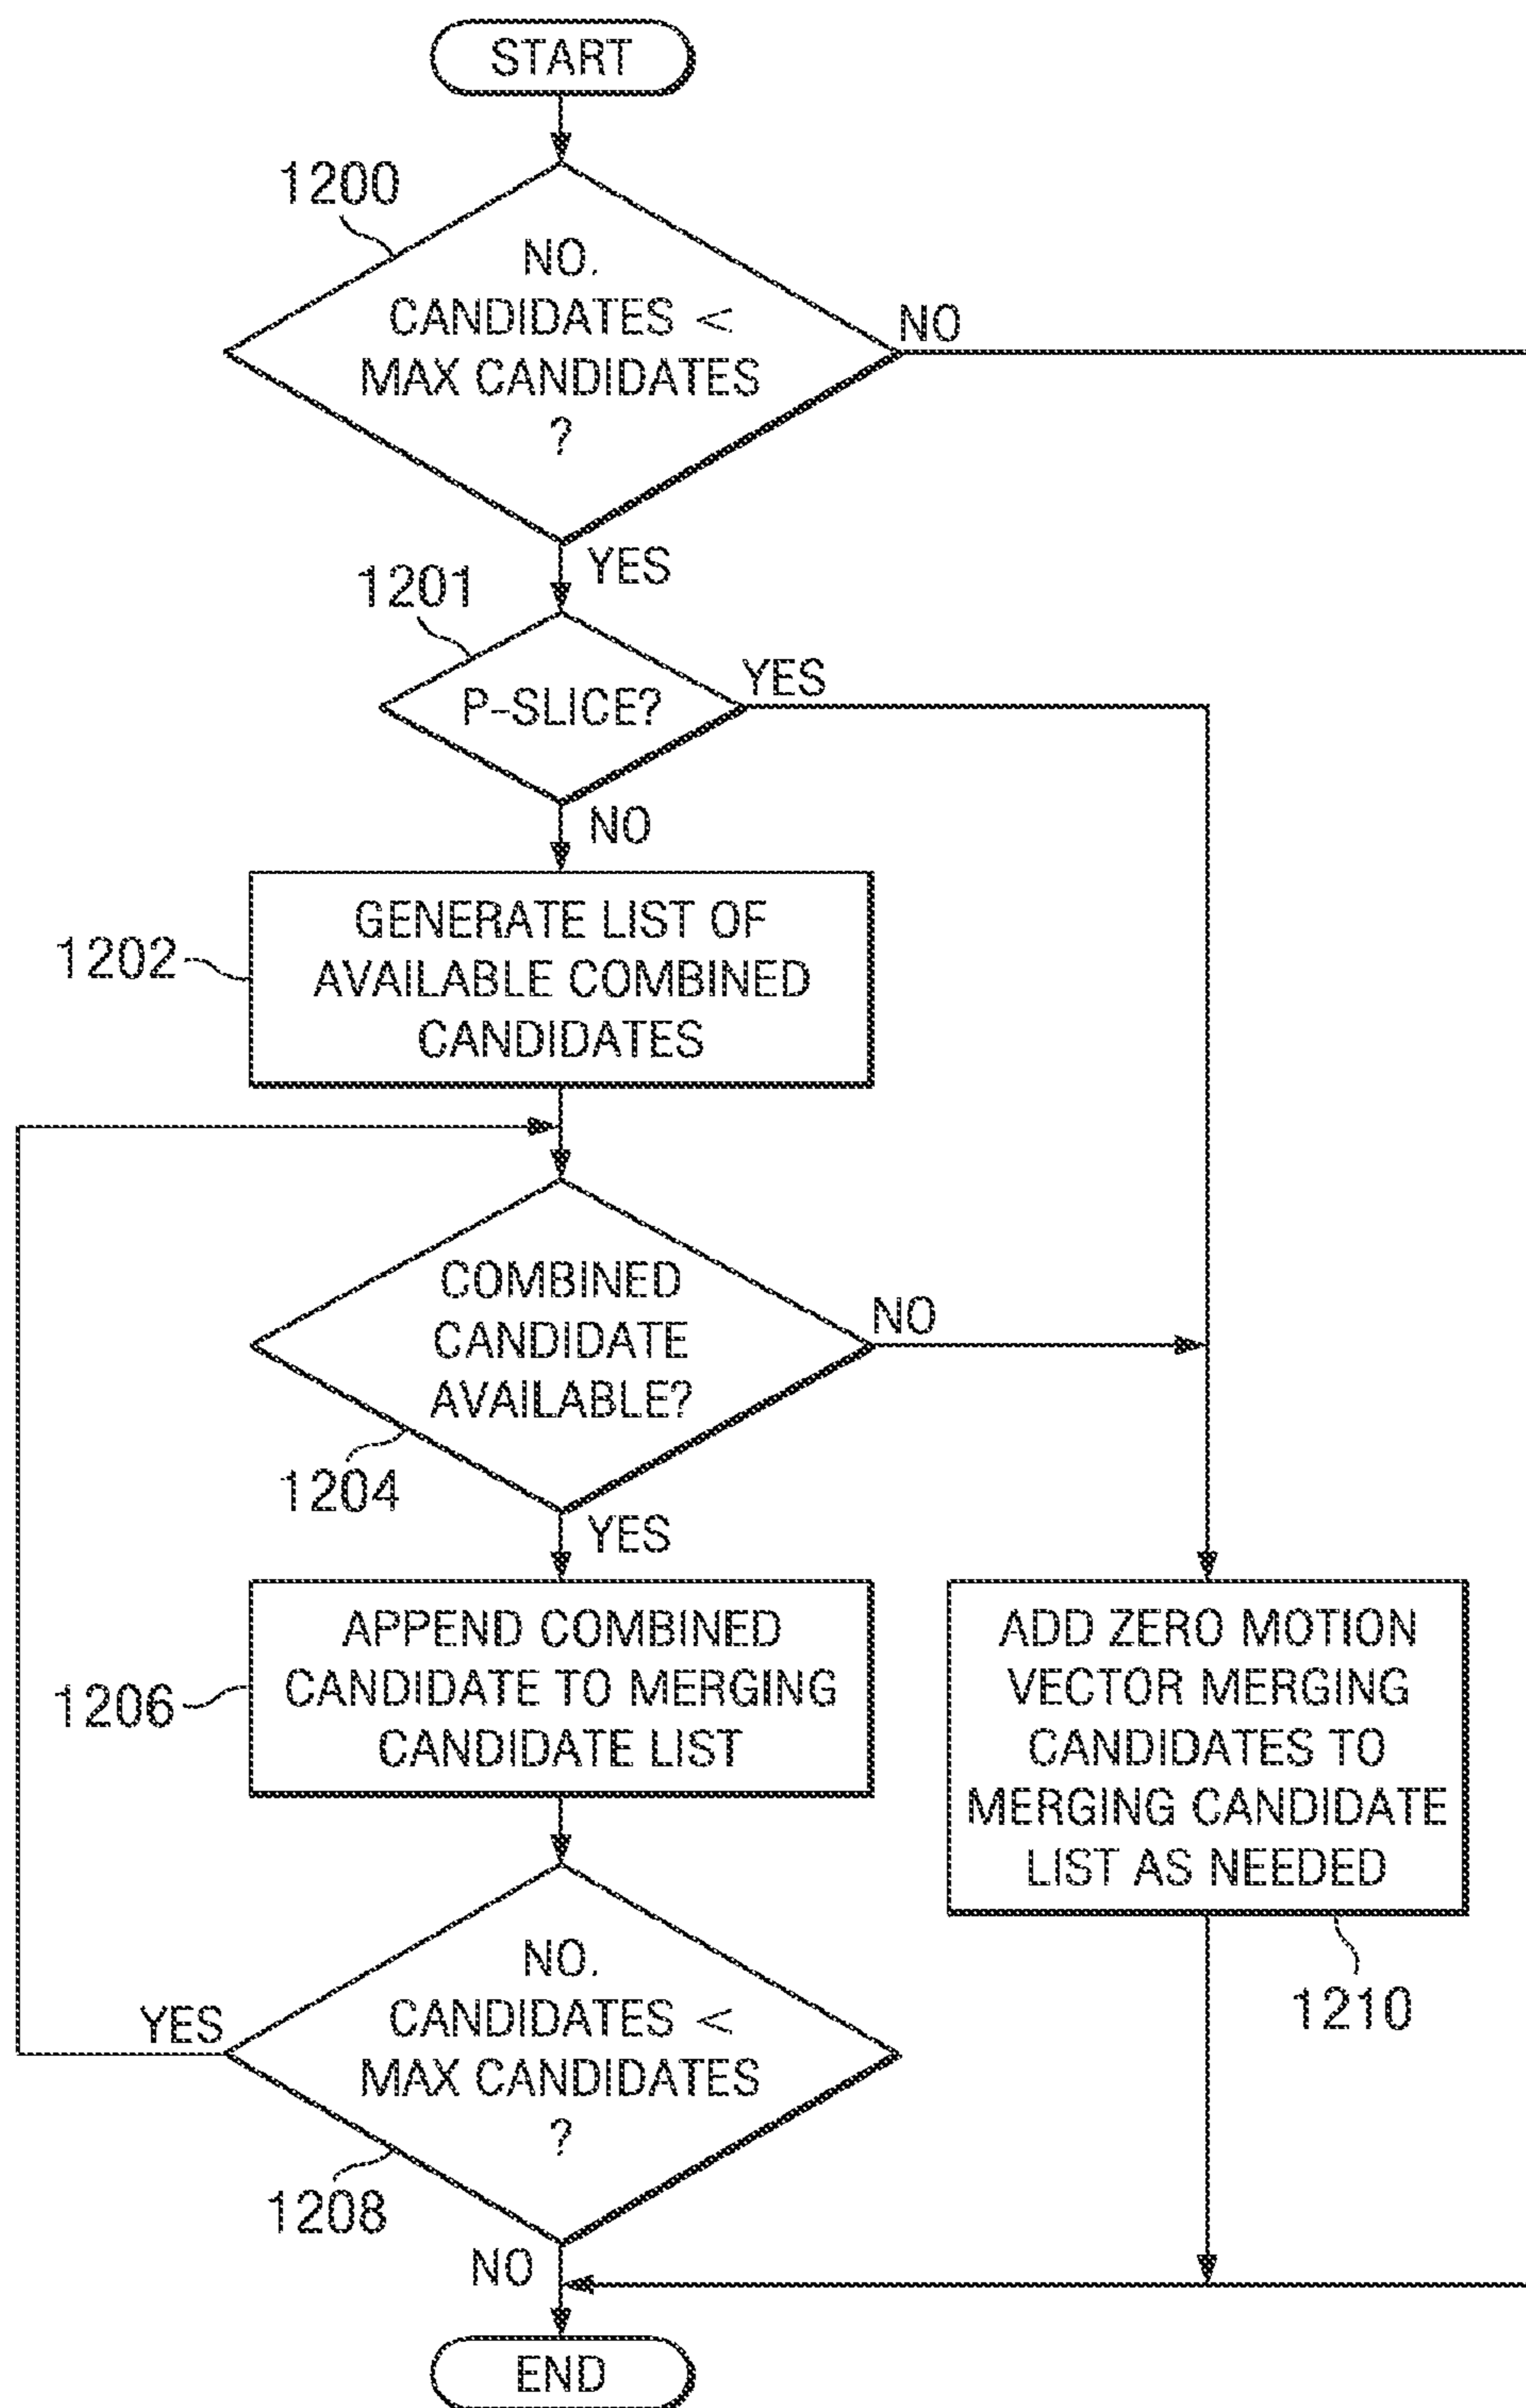 START
1200
NO.
CANDIDATES <
MAX CANDIDATES
?
NO
YES
1201
P-SLICE?
YES
NO
1202
GENERATE LIST OF
AVAILABLE COMBINED
CANDIDATES
COMBINED
CANDIDATE
AVAILABLE?
NO
1204
YES
1206
APPEND COMBINED
CANDIDATE TO MERGING
CANDIDATE LIST
ADD ZERO MOTION
VECTOR MERGING
CANDIDATES TO
MERGING CANDIDATE
LIST AS NEEDED
1210
NO.
CANDIDATES <
MAX CANDIDATES
?
YES
1208
NO
END